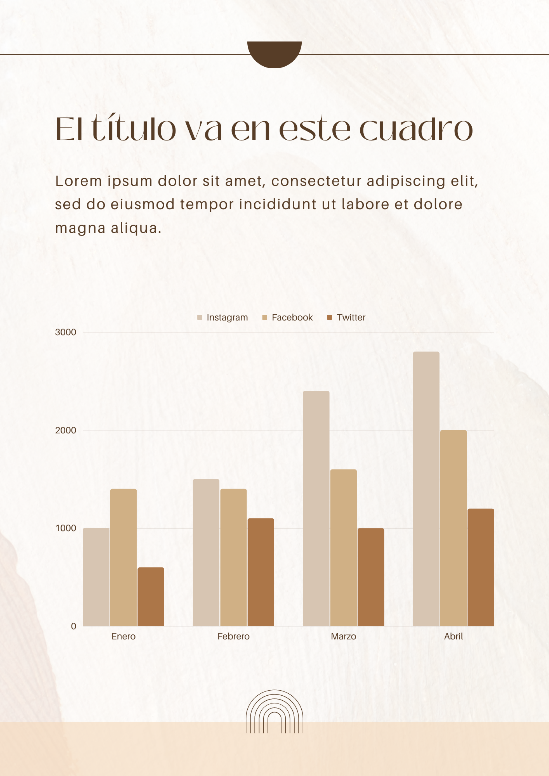 El título va en este cuadro
Lorem ipsum dolor sit amet, consectetur adipiscing elit,
sed do eiusmod tempor incididunt ut labore et dolore
magna aliqua.
Instagram Facebook Twitter
3000
2000
1000
0
Enero Febrero Marzo Abril